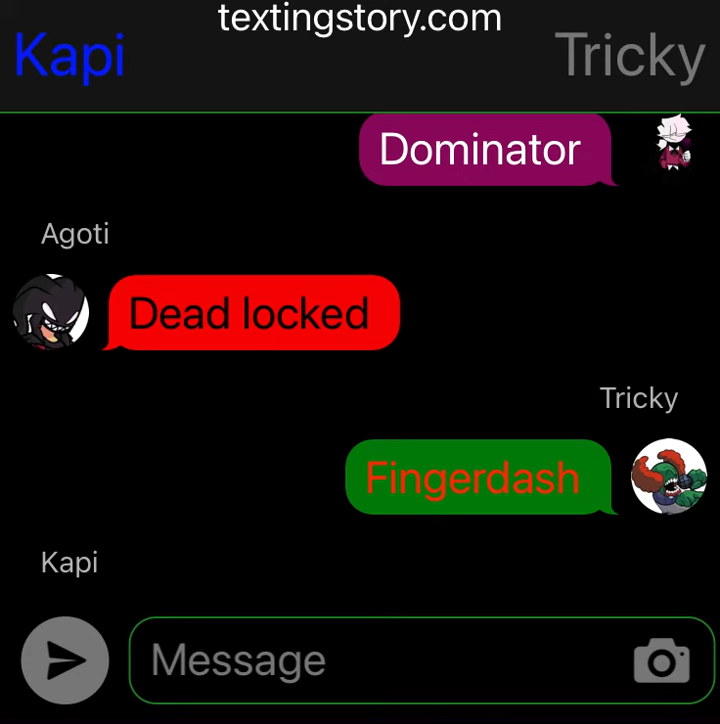 textingstory.com
Kapi
Tricky
Dominator
Agoti
Dead locked
Tricky
Fingerdash
Kapi
Message